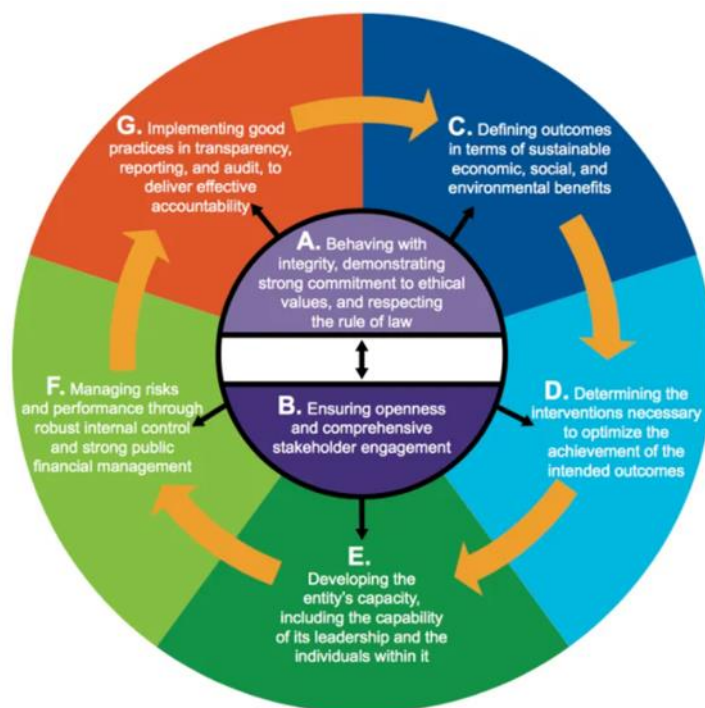 G. Implementing good
practices in transparency,
reporting, and audit, to
deliver effective
accountability
C. Defining outcomes
in terms of sustainable
economic, social, and
environmental benefits
A. Behaving with
integrity, demonstrating
strong commitment to ethical
values, and respecting
the rule of law
F. Managing risks
and performance through
robust internal control
and strong public
financial management
B. Ensuring openness
and comprehensive
stakeholder engagement
D. Determining the
interventions necessary
to optimize the
achievement of the
intended outcomes
E.
Developing the
entity's capacity,
including the capability
of its leadership and the
individuals within it